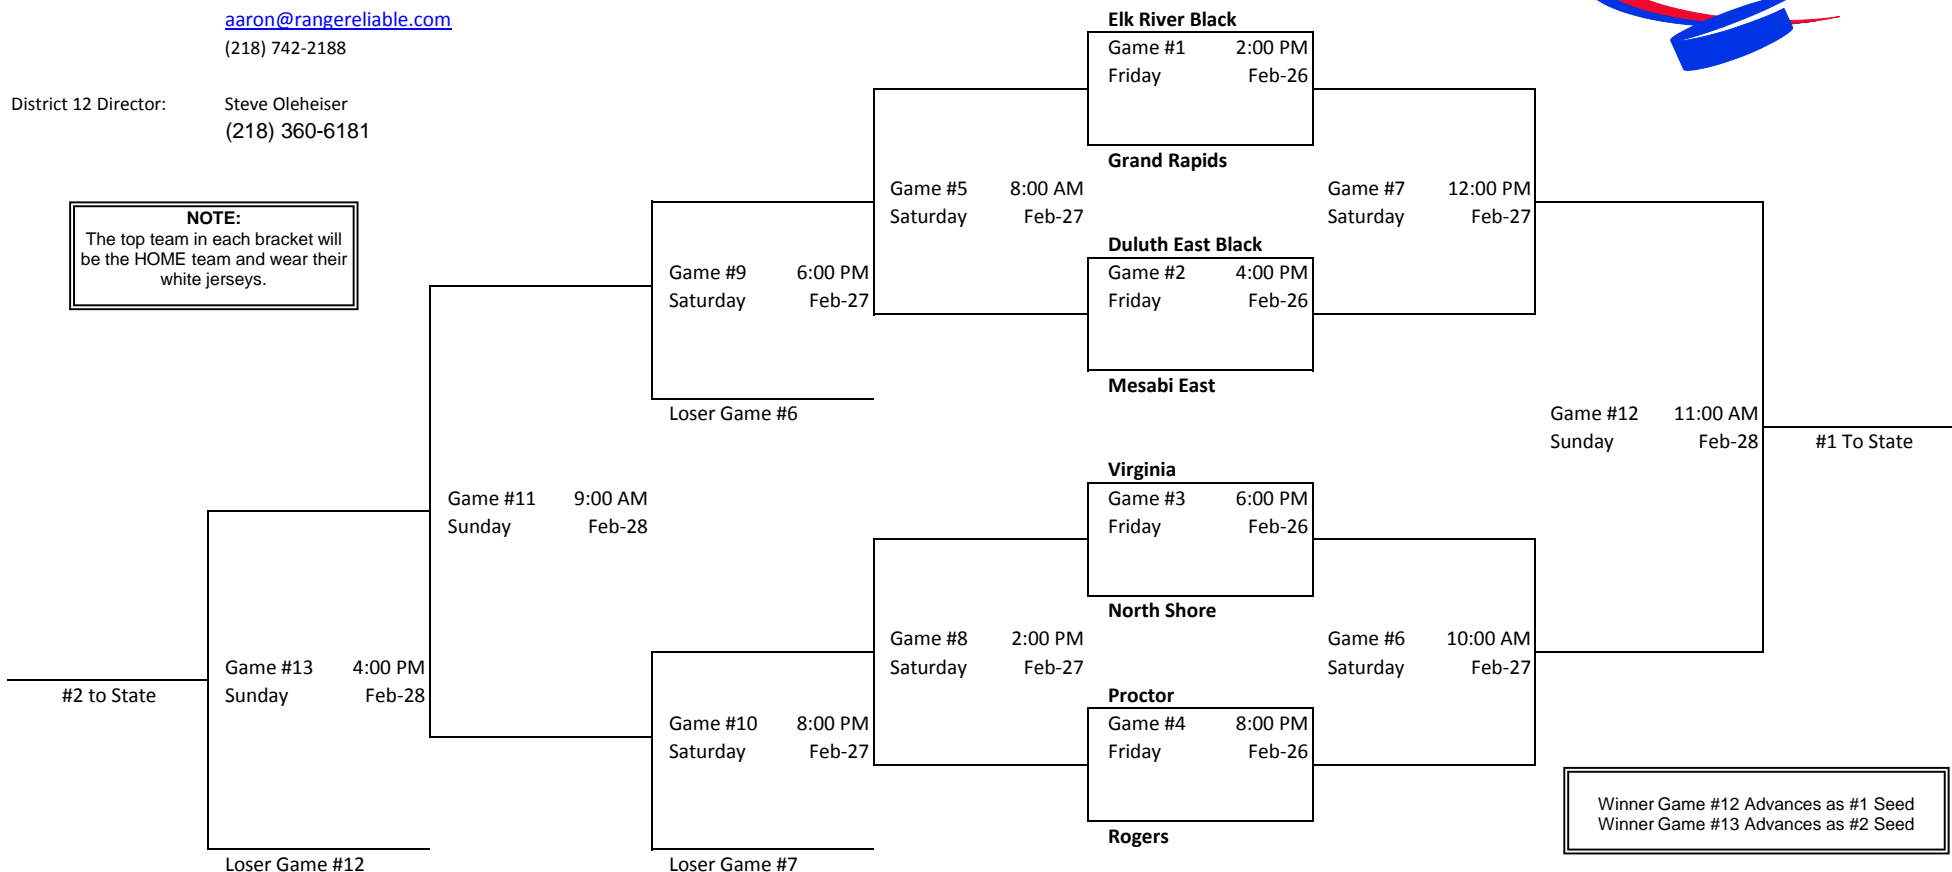 aaron@rangereliable.com
(218) 742-2188
District 12 Director: Steve Oleheiser
(218) 360-6181
NOTE:
The top team in each bracket will
be the HOME team and wear their
white jerseys.
Elk River Black
Game #1 2:00 PM
Friday Feb-26
Grand Rapids
Game #5 8:00 AM
Saturday Feb-27
Game #7 12:00 PM
Saturday Feb-27
Duluth East Black
Game #2 4:00 PM
Friday Feb-26
Mesabi East
Game #9 6:00 PM
Saturday Feb-27
Loser Game #6
Game #12 11:00 AM
Sunday Feb-28
#1 To State
Virginia
Game #3 6:00 PM
Friday Feb-26
North Shore
Game #11 9:00 AM
Sunday Feb-28
Game #8 2:00 PM
Saturday Feb-27
Game #6 10:00 AM
Saturday Feb-27
Proctor
Game #4 8:00 PM
Friday Feb-26
Rogers
Game #13 4:00 PM
Sunday Feb-28
#2 to State
Game #10 8:00 PM
Saturday Feb-27
Loser Game #12
Loser Game #7
Winner Game #12 Advances as #1 Seed
Winner Game #13 Advances as #2 Seed